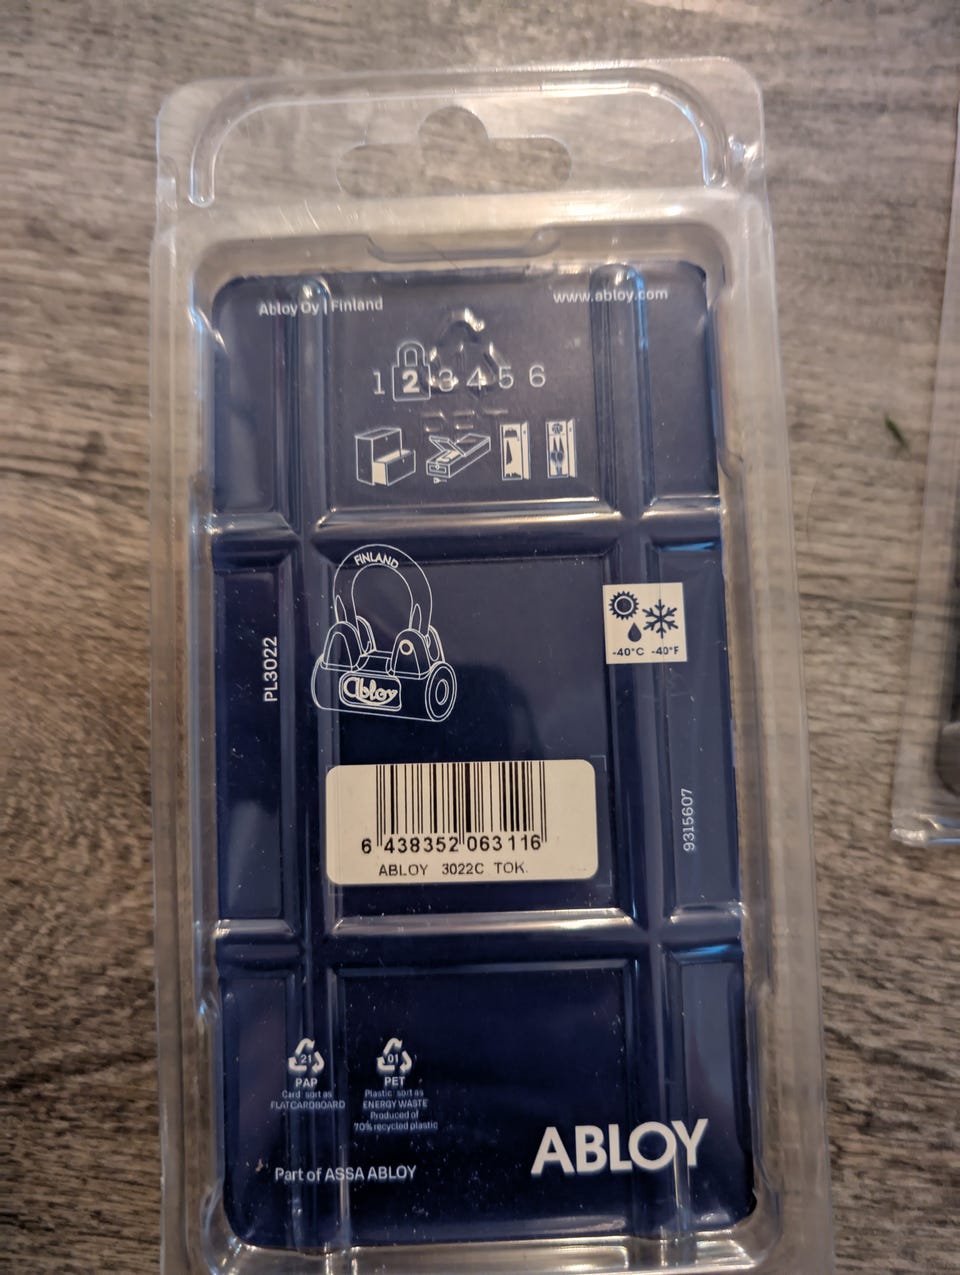 Abloy Oy | Finland
www.abloy.com
1 2 3 4 5 6
PET
FINLAND
Abloy
PL3022
-40°C -40°F
9315607
6 438352 063116
ABLOY 3022C TOK.
21
PAP
Card: sort as
FLATCARDBOARD
01
PET
Plastic: sort as
ENERGY WASTE
Produced of
70% recycled plastic
Part of ASSA ABLOY
ABLOY